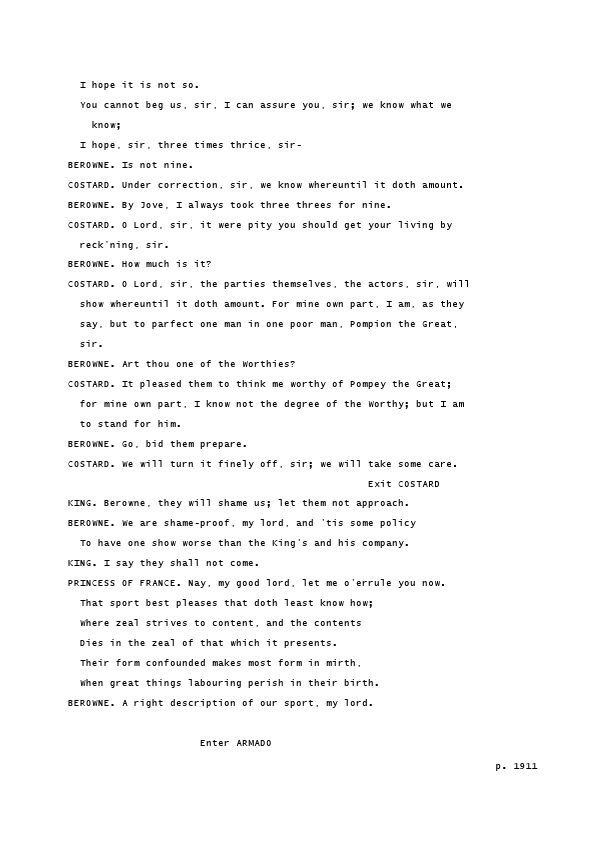 I hope it is not so.
You cannot beg us, sir, I can assure you, sir; we know what we
know;
I hope, sir, three times thrice, sir-
BEROWNE. Is not nine.
COSTARD. Under correction, sir, we know whereuntil it doth amount.
BEROWNE. By Jove, I always took three threes for nine.
COSTARD. O Lord, sir, it were pity you should get your living by
reck'ning, sir.
BEROWNE. How much is it?
COSTARD. O Lord, sir, the parties themselves, the actors, sir, will
show whereuntil it doth amount. For mine own part, I am, as they
say, but to parfect one man in one poor man, Pompion the Great,
sir.
BEROWNE. Art thou one of the Worthies?
COSTARD. It pleased them to think me worthy of Pompey the Great;
for mine own part, I know not the degree of the Worthy; but I am
to stand for him.
BEROWNE. Go, bid them prepare.
COSTARD. We will turn it finely off, sir; we will take some care.
Exit COSTARD
KING. Berowne, they will shame us; let them not approach.
BEROWNE. We are shame-proof, my lord, and 'tis some policy
To have one show worse than the King's and his company.
KING. I say they shall not come.
PRINCESS OF FRANCE. Nay, my good lord, let me o'errule you now.
That sport best pleases that doth least know how;
Where zeal strives to content, and the contents
Dies in the zeal of that which it presents.
Their form confounded makes most form in mirth,
When great things labouring perish in their birth.
BEROWNE. A right description of our sport, my lord.
Enter ARMADO
p. 1911